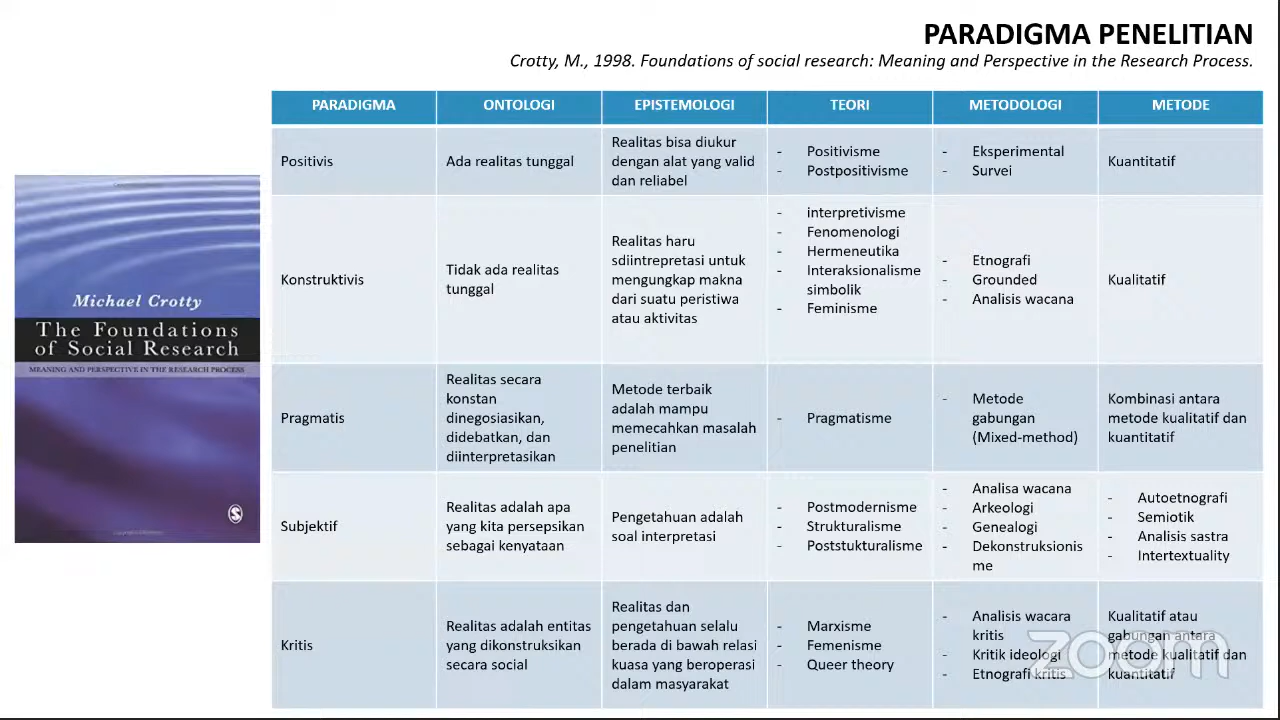 PARADIGMA PENELITIAN
Crotty, M., 1998. Foundations of social research: Meaning and Perspective in the Research Process.
Michael Crotty
The Foundations
of Social Research
MEANING AND PERSPECTIVE IN THE RESEARCH PROCESS
PARADIGMA
ONTOLOGI
EPISTEMOLOGI
TEORI
METODOLOGI
METODE
Positivis
Ada realitas tunggal
Realitas bisa diukur
dengan alat yang valid
dan reliabel
- Positivisme
- Postpositivisme
- Eksperimental
- Survei
Kuantitatif
Konstruktivis
Tidak ada realitas
tunggal
Realitas haru
sdiintrepretasi untuk
mengungkap makna
dari suatu peristiwa
atau aktivitas
- interpretivisme
- Fenomenologi
- Hermeneutika
- Interaksionalisme
simbolik
- Feminisme
- Etnografi
- Grounded
- Analisis wacana
Kualitatif
Pragmatis
Realitas secara
konstan
dinegosiasikan,
didebatkan, dan
diinterpretasikan
Metode terbaik
adalah mampu
memecahkan masalah
penelitian
- Pragmatisme
- Metode
gabungan
(Mixed-method)
Kombinasi antara
metode kualitatif dan
kuantitatif
Subjektif
Realitas adalah apa
yang kita persepsikan
sebagai kenyataan
Pengetahuan adalah
soal interpretasi
- Postmodernisme
- Strukturalisme
- Poststukturalisme
- Analisa wacana
- Arkeologi
- Genealogi
- Dekonstruksionis
me
- Autoetnografi
- Semiotik
- Analisis sastra
- Intertextuality
Kritis
Realitas adalah entitas
yang dikonstruksikan
secara social
Realitas dan
pengetahuan selalu
berada di bawah relasi
kuasa yang beroperasi
dalam masyarakat
- Marxisme
- Femenisme
- Queer theory
- Analisis wacara
kritis
- Kritik ideologi
- Etnografi kritis
Kualitatif atau
gabungan antara
metode kualitatif dan
kuantitatif
zoom